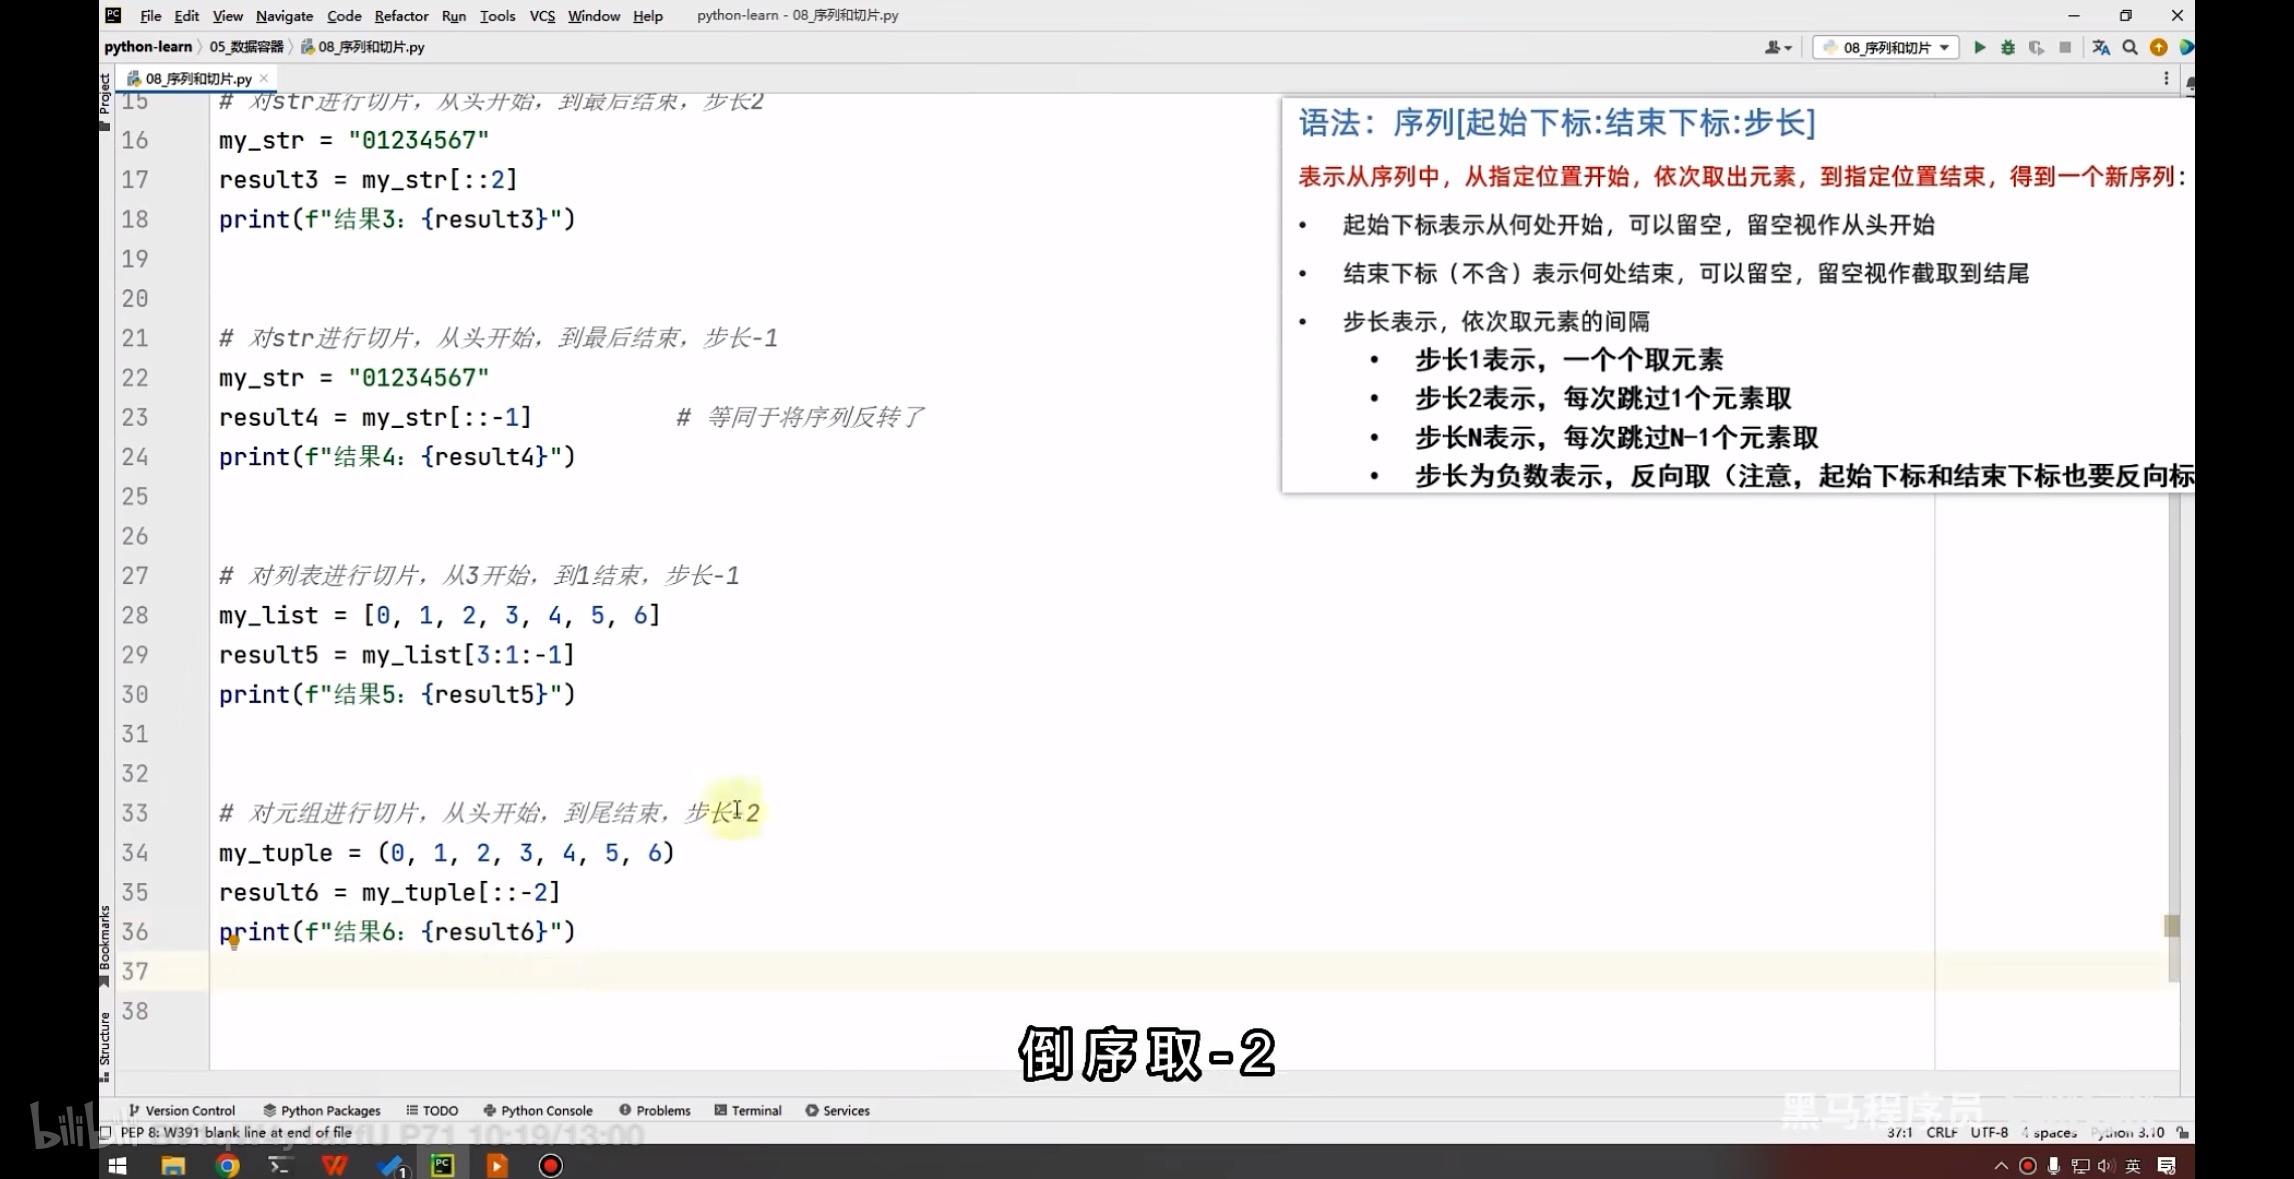 File Edit View Navigate Code Refactor Run Tools VCS Window Help python-learn - 08_序列和切片.py
python-learn 05_数据容器 08_序列和切片.py 08_序列和切片
Project 08_序列和切片.py
15 # 对str进行切片，从头开始，到最后结束，步长2
16 my_str = "01234567"
17 result3 = my_str[::2]
18 print(f"结果3：{result3}")
19
20
21 # 对str进行切片，从头开始，到最后结束，步长-1
22 my_str = "01234567"
23 result4 = my_str[::-1] # 等同于将序列反转了
24 print(f"结果4：{result4}")
25
26
27 # 对列表进行切片，从3开始，到1结束，步长-1
28 my_list = [0, 1, 2, 3, 4, 5, 6]
29 result5 = my_list[3:1:-1]
30 print(f"结果5：{result5}")
31
32
33 # 对元组进行切片，从头开始，到尾结束，步长-2
34 my_tuple = (0, 1, 2, 3, 4, 5, 6)
35 result6 = my_tuple[::-2]
36 print(f"结果6：{result6}")
37
38
语法：序列[起始下标:结束下标:步长]
表示从序列中，从指定位置开始，依次取出元素，到指定位置结束，得到一个新序列：
• 起始下标表示从何处开始，可以留空，留空视作从头开始
• 结束下标（不含）表示何处结束，可以留空，留空视作截取到结尾
• 步长表示，依次取元素的间隔
• 步长1表示，一个个取元素
• 步长2表示，每次跳过1个元素取
• 步长N表示，每次跳过N-1个元素取
• 步长为负数表示，反向取（注意，起始下标和结束下标也要反向标
Bookmarks
Structure
倒序取-2
Version Control Python Packages TODO Python Console Problems Terminal Services
黑马程序员
bilibili
P71 10:19/13:00
PEP 8: W391 blank line at end of file 37:1 CRLF UTF-8 4 spaces Python 3.10
英